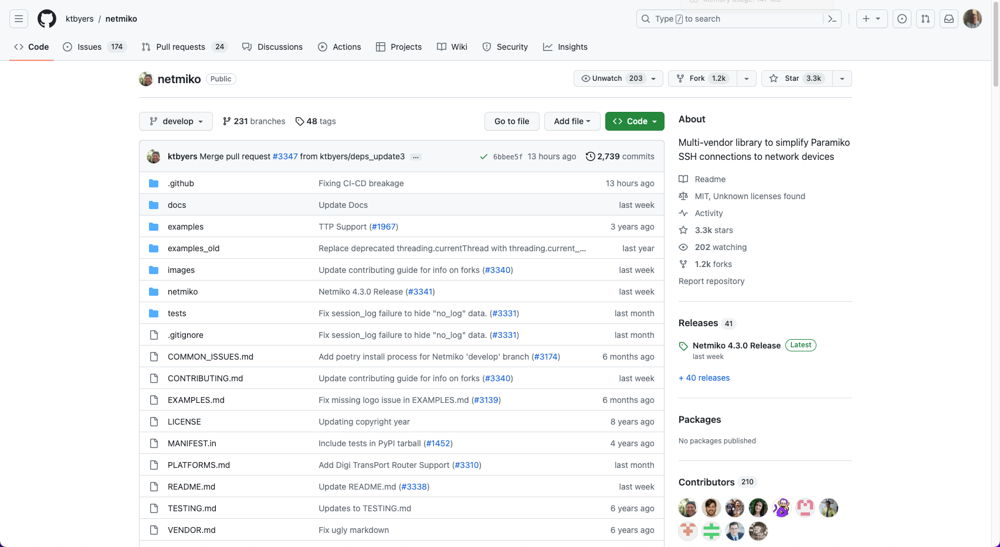 Memory usage: 147 MB
ktbyers / netmiko
Type / to search
Code
Issues 174
Pull requests 24
Discussions
Actions
Projects
Wiki
Security
Insights
netmiko Public
Unwatch 203
Fork 1.2k
Star 3.3k
develop
231 branches
48 tags
Go to file
Add file
Code
ktbyers Merge pull request #3347 from ktbyers/deps_update3 ...
6bbee5f 13 hours ago
2,739 commits
.github Fixing CI-CD breakage 13 hours ago
docs Update Docs last week
examples TTP Support (#1967) 3 years ago
examples_old Replace deprecated threading.currentThread with threading.current_... last year
images Update contributing guide for info on forks (#3340) last week
netmiko Netmiko 4.3.0 Release (#3341) last week
tests Fix session_log failure to hide "no_log" data. (#3331) last month
.gitignore Fix session_log failure to hide "no_log" data. (#3331) last month
COMMON_ISSUES.md Add poetry install process for Netmiko 'develop' branch (#3174) 6 months ago
CONTRIBUTING.md Update contributing guide for info on forks (#3340) last week
EXAMPLES.md Fix missing logo issue in EXAMPLES.md (#3139) 6 months ago
LICENSE Updating copyright year 8 years ago
MANIFEST.in Include tests in PyPI tarball (#1452) 4 years ago
PLATFORMS.md Add Digi TransPort Router Support (#3310) last month
README.md Update README.md (#3338) last week
TESTING.md Updates to TESTING.md 6 years ago
VENDOR.md Fix ugly markdown 6 years ago
About
Multi-vendor library to simplify Paramiko
SSH connections to network devices
Readme
MIT, Unknown licenses found
Activity
3.3k stars
202 watching
1.2k forks
Report repository
Releases 41
Netmiko 4.3.0 Release Latest
last week
+ 40 releases
Packages
No packages published
Contributors 210